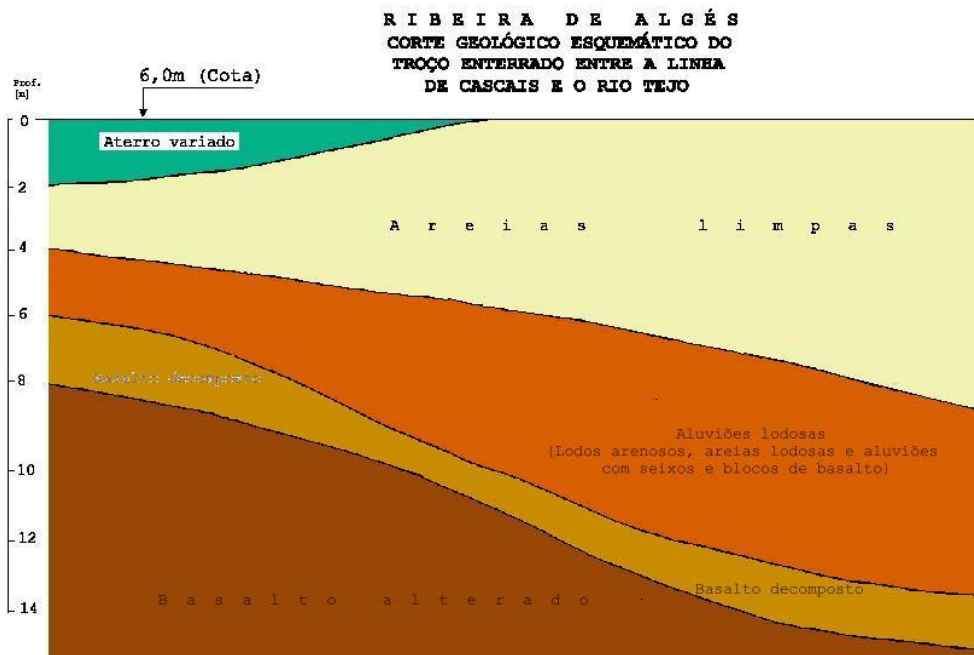 RIBEIRA DE ALGÉS
CORTE GEOLÓGICO ESQUEMÁTICO DO
TROÇO ENTERRADO ENTRE A LINHA
DE CASCAIS E O RIO TEJO
Prof.
[m]
6,0m (Cota)
0
Aterro variado
2
Areias limpas
4
6
Basalto decomposto
8
Aluviões lodosas
(Lodos arenosos, areias lodosas e aluviões
com seixos e blocos de basalto)
10
12
Basalto decomposto
Basalto alterado
14